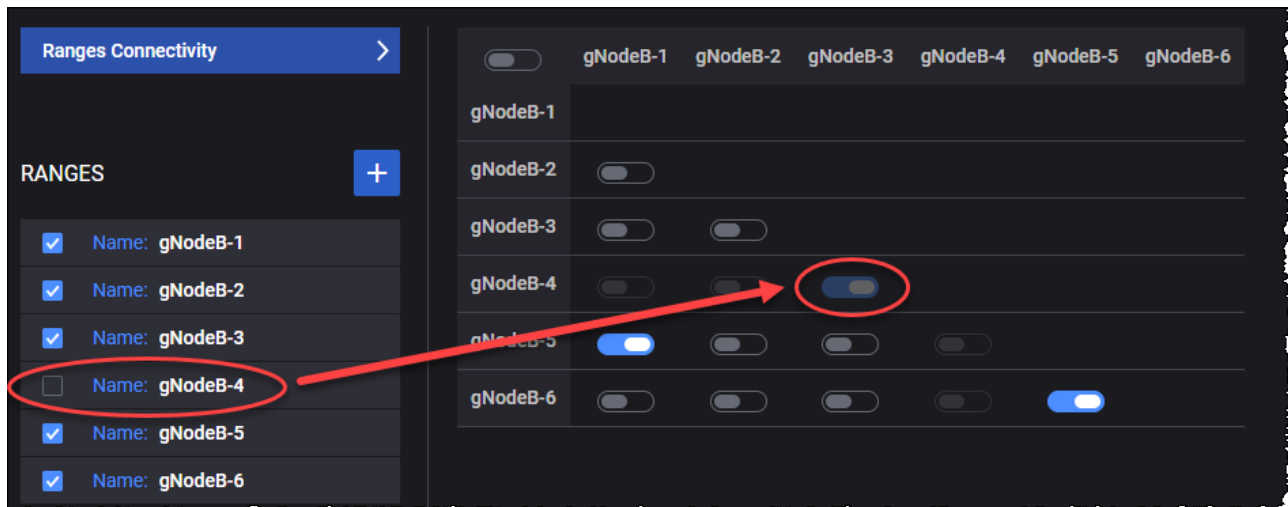 Ranges Connectivity
RANGES
Name: gNodeB-1
Name: gNodeB-2
Name: gNodeB-3
Name: gNodeB-4
Name: gNodeB-5
Name: gNodeB-6
gNodeB-1 gNodeB-2 gNodeB-3 gNodeB-4 gNodeB-5 gNodeB-6
gNodeB-1
gNodeB-2
gNodeB-3
gNodeB-4
gNodeB-5
gNodeB-6